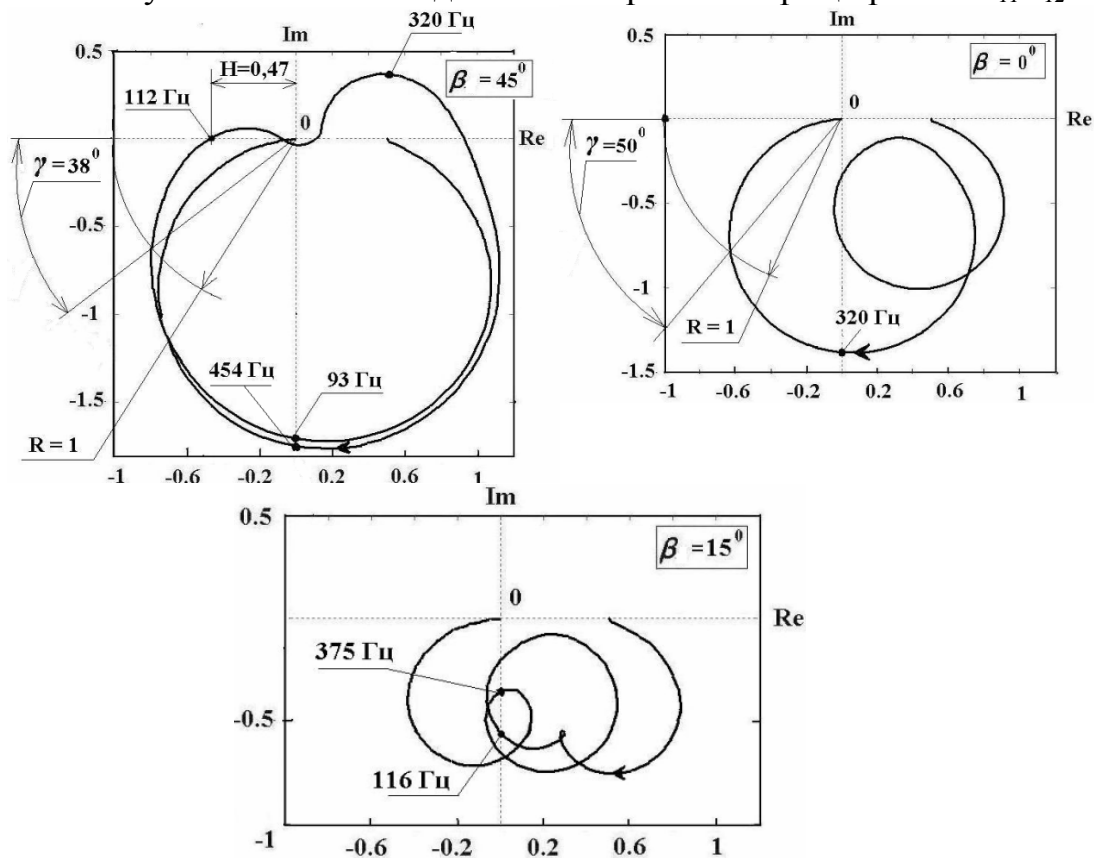 320 Гц
Im
0.5
H=0,47
β = 45⁰
112 Гц
0
Re
γ = 38⁰
-0.5
-1
454 Гц
93 Гц
-1.5
R = 1
-1 -0.6 -0.2 0.2 0.6 1
Im
0.5
β = 0⁰
0
Re
γ = 50⁰
-0.5
-1
R = 1
320 Гц
-1.5
-1 -0.6 -0.2 0.2 0.6 1
Im
0.5
β = 15⁰
0
Re
375 Гц
-0.5
116 Гц
-1
-0.6 -0.2 0.2 0.6 1